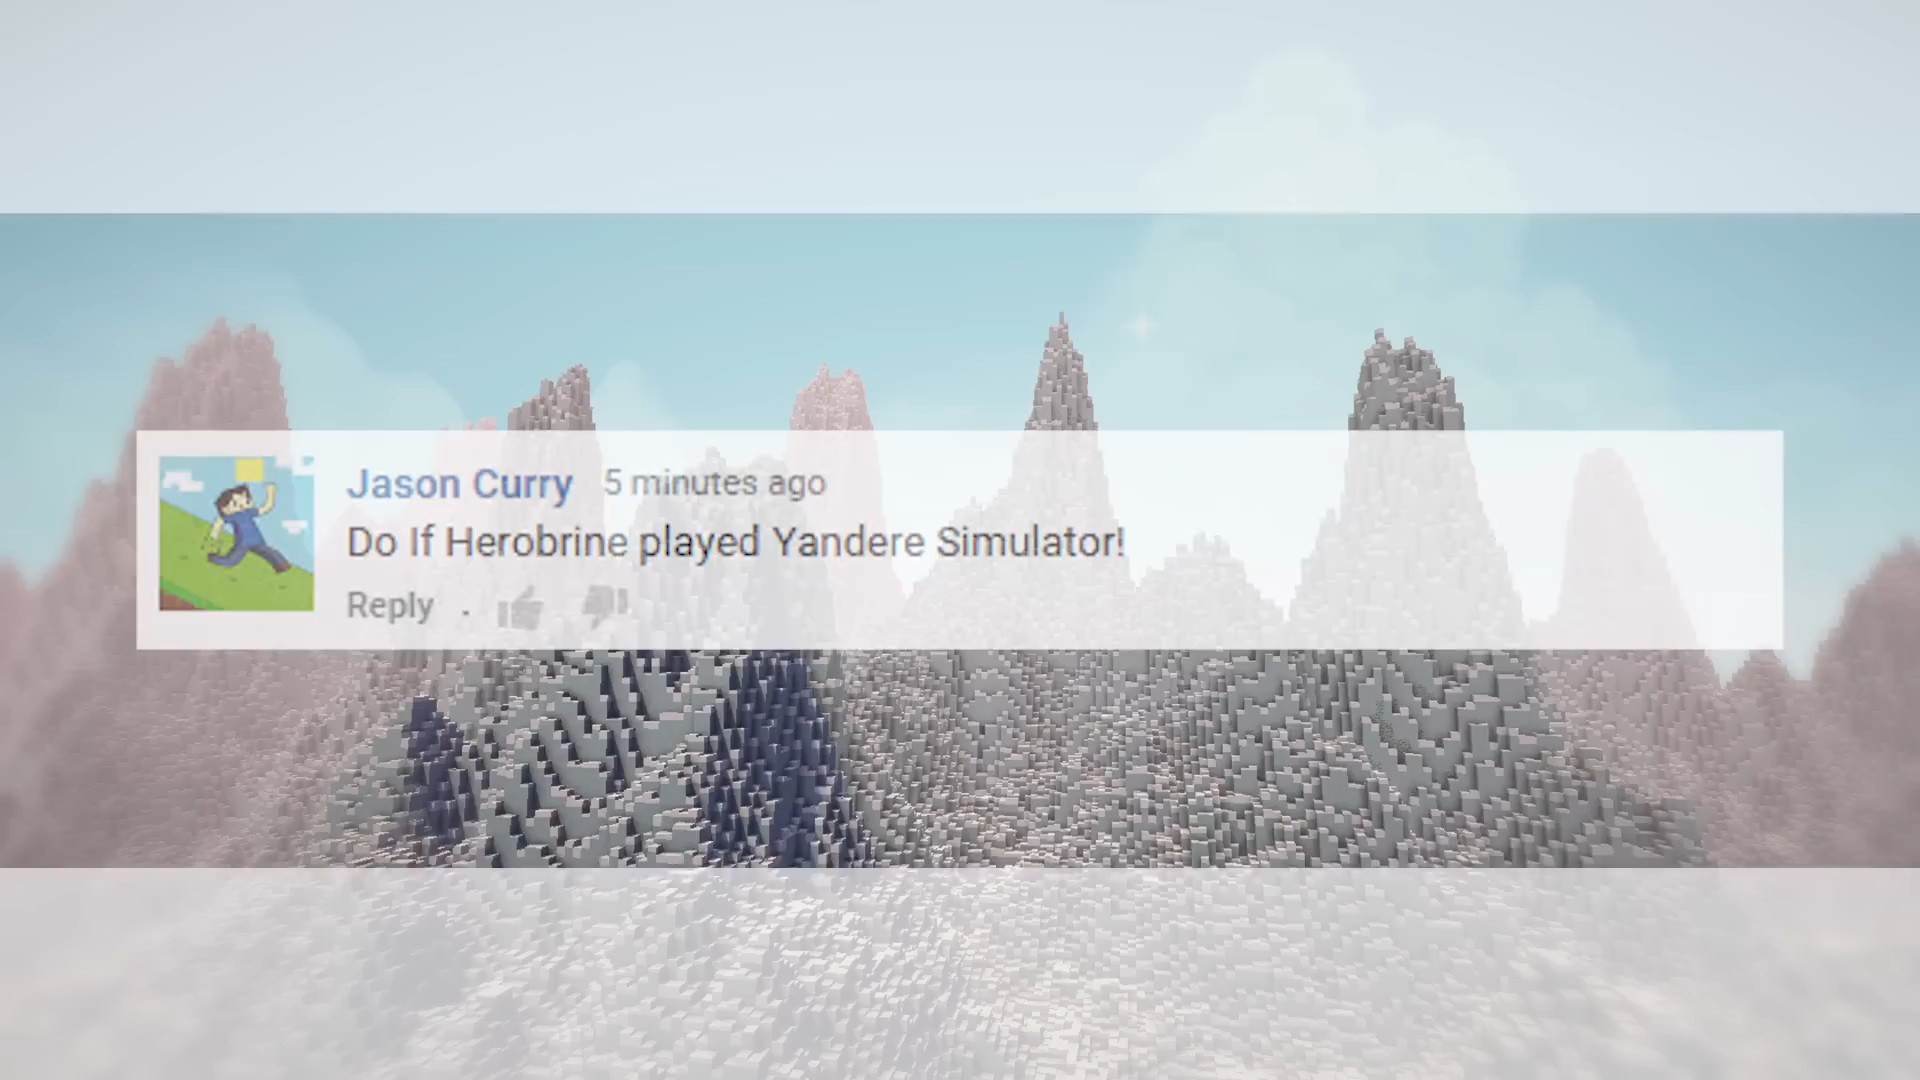 Jason Curry 5 minutes ago
Do If Herobrine played Yandere Simulator!
Reply .